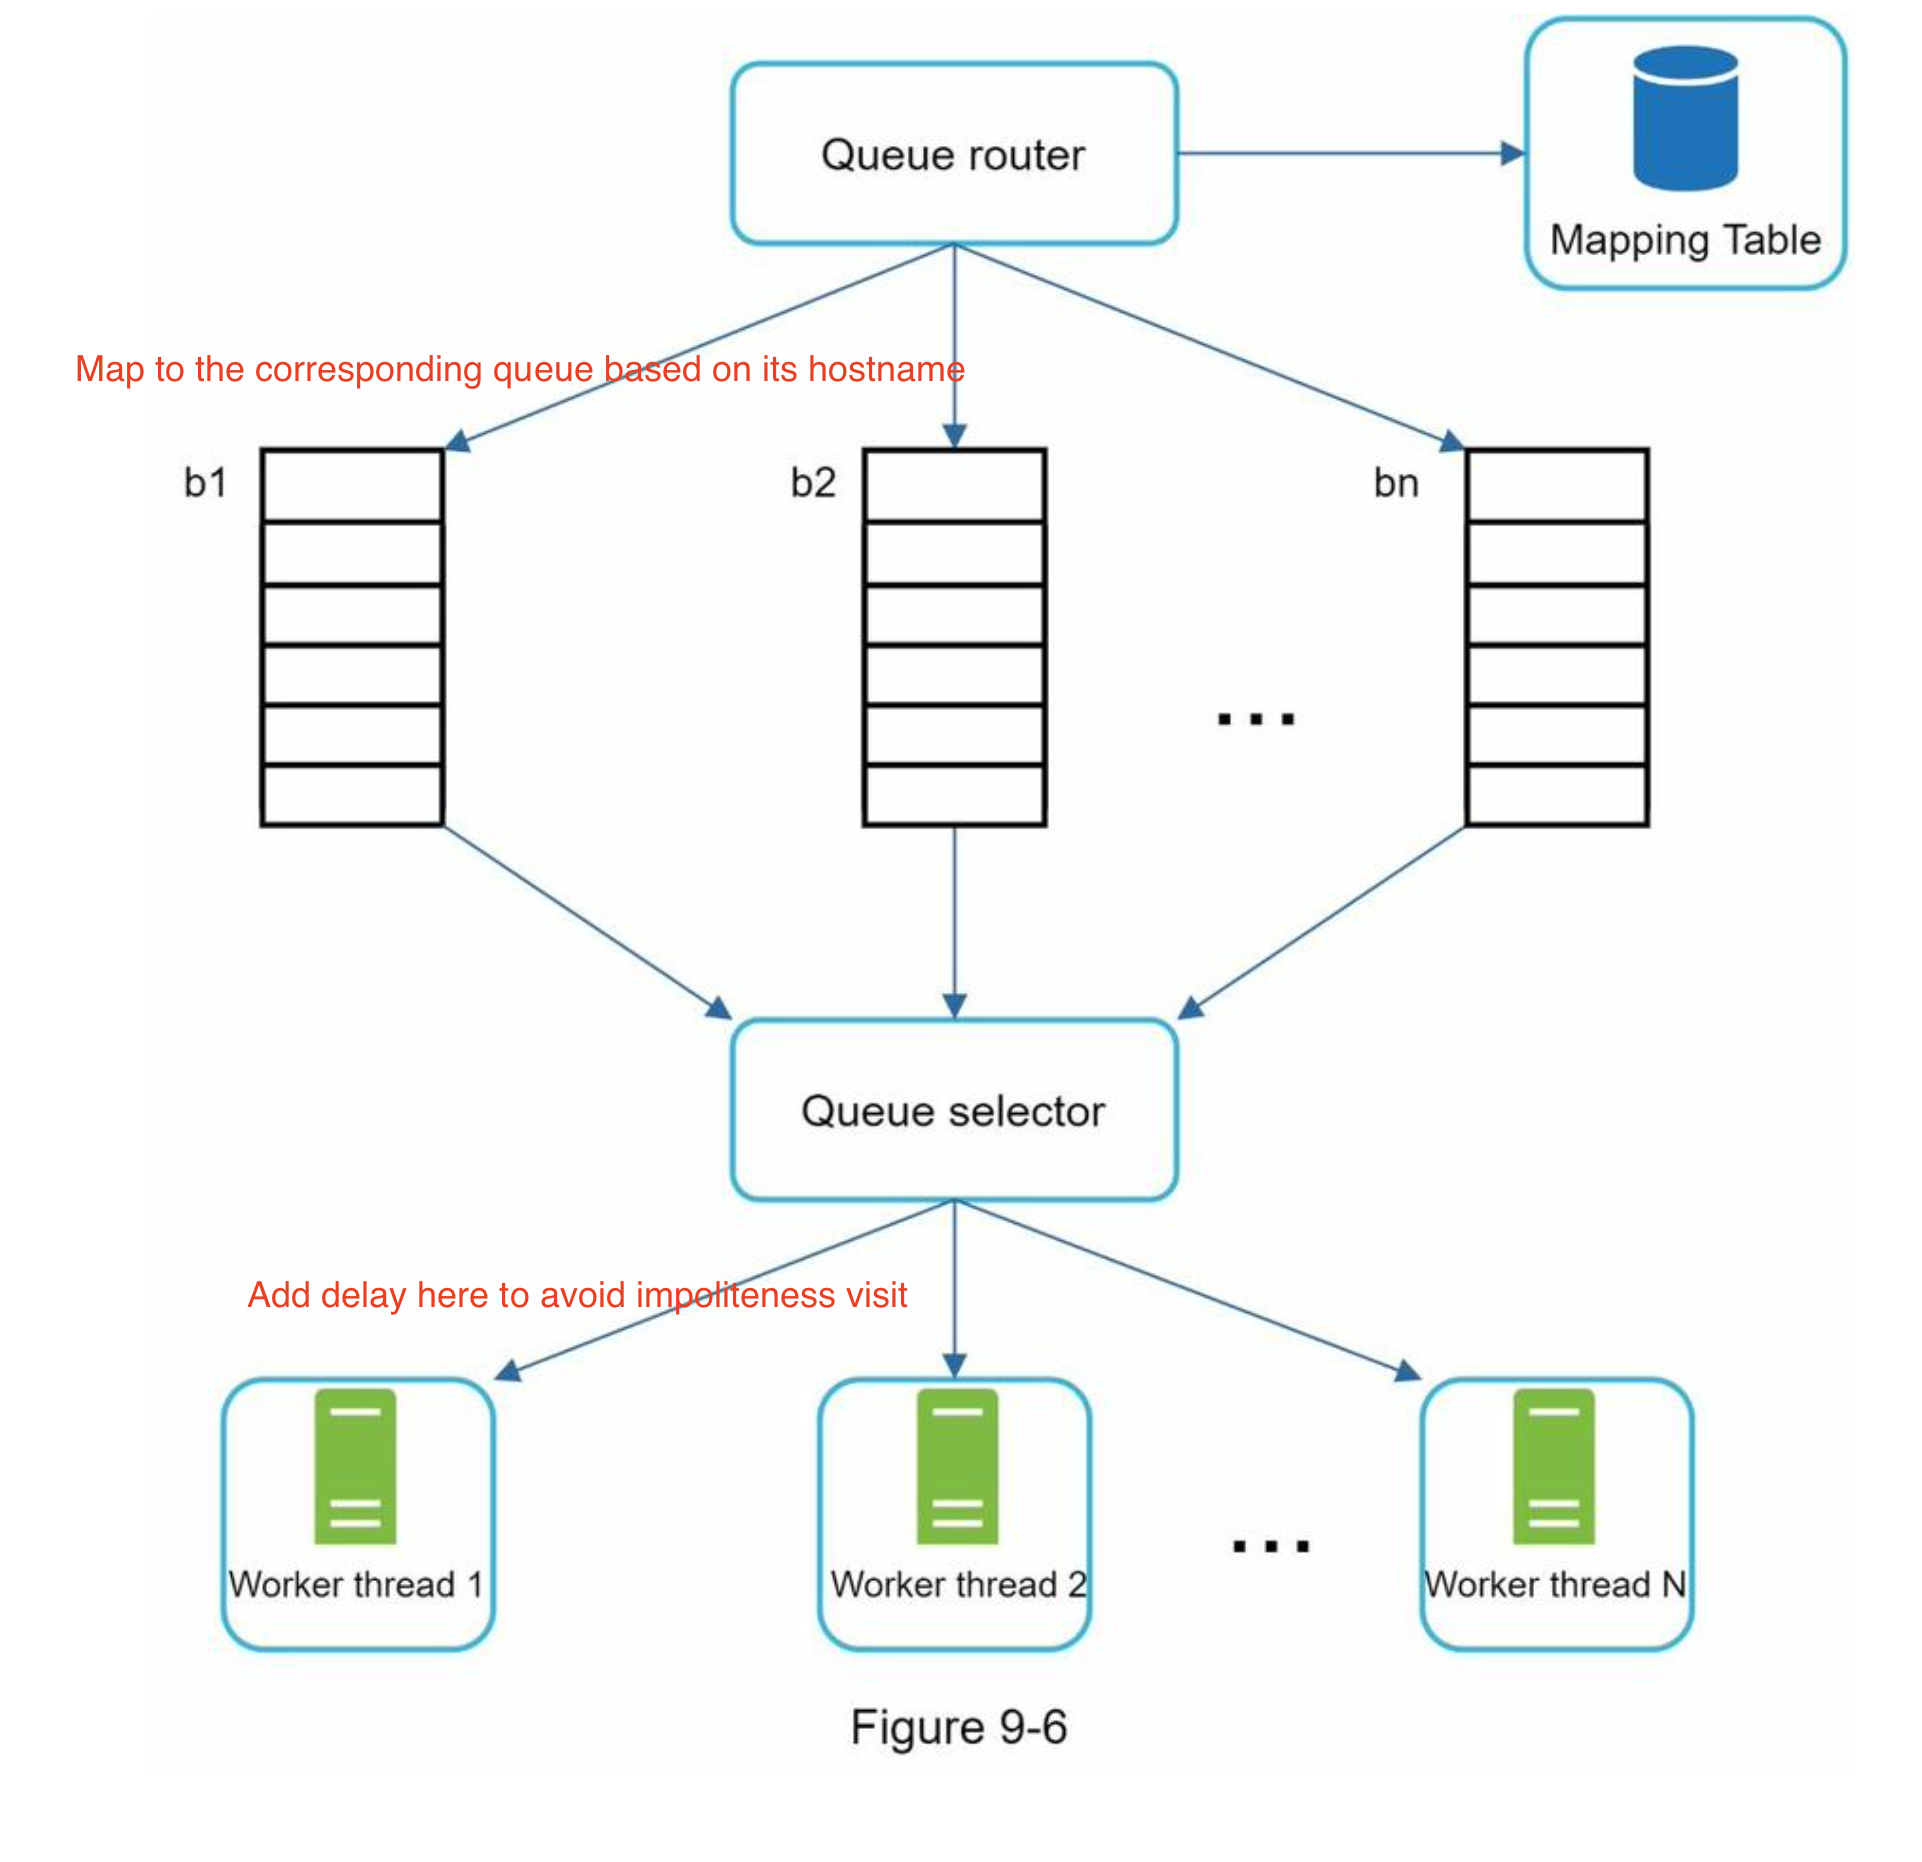 Queue router
Mapping Table
Map to the corresponding queue based on its hostname
b1
b2
bn
...
Queue selector
Add delay here to avoid impoliteness visit
Worker thread 1
Worker thread 2
...
Worker thread N
Figure 9-6